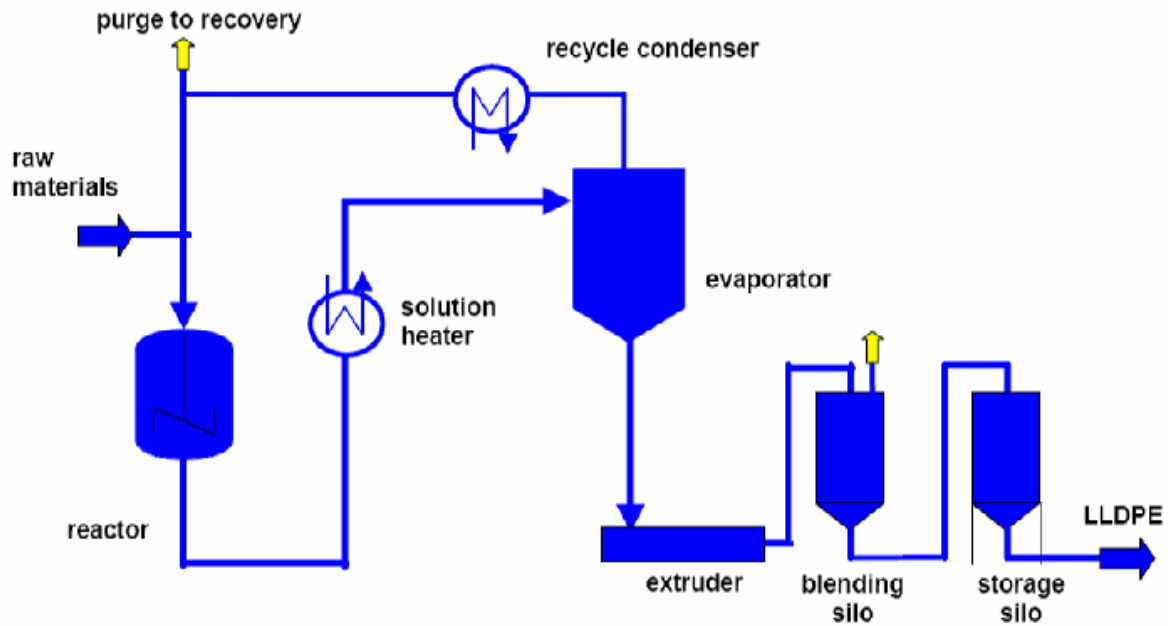 purge to recovery
recycle condenser
raw
materials
solution
heater
evaporator
reactor
LLDPE
extruder
blending
silo
storage
silo